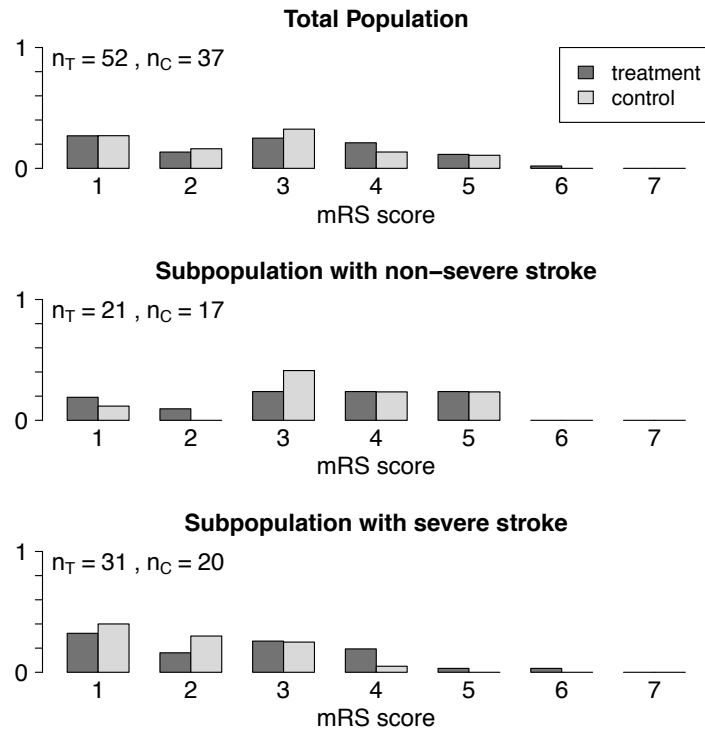 Total Population
1
n_T = 52 , n_C = 37
treatment
control
0
1 2 3 4 5 6 7
mRS score
Subpopulation with non−severe stroke
1
n_T = 21 , n_C = 17
0
1 2 3 4 5 6 7
mRS score
Subpopulation with severe stroke
1
n_T = 31 , n_C = 20
0
1 2 3 4 5 6 7
mRS score